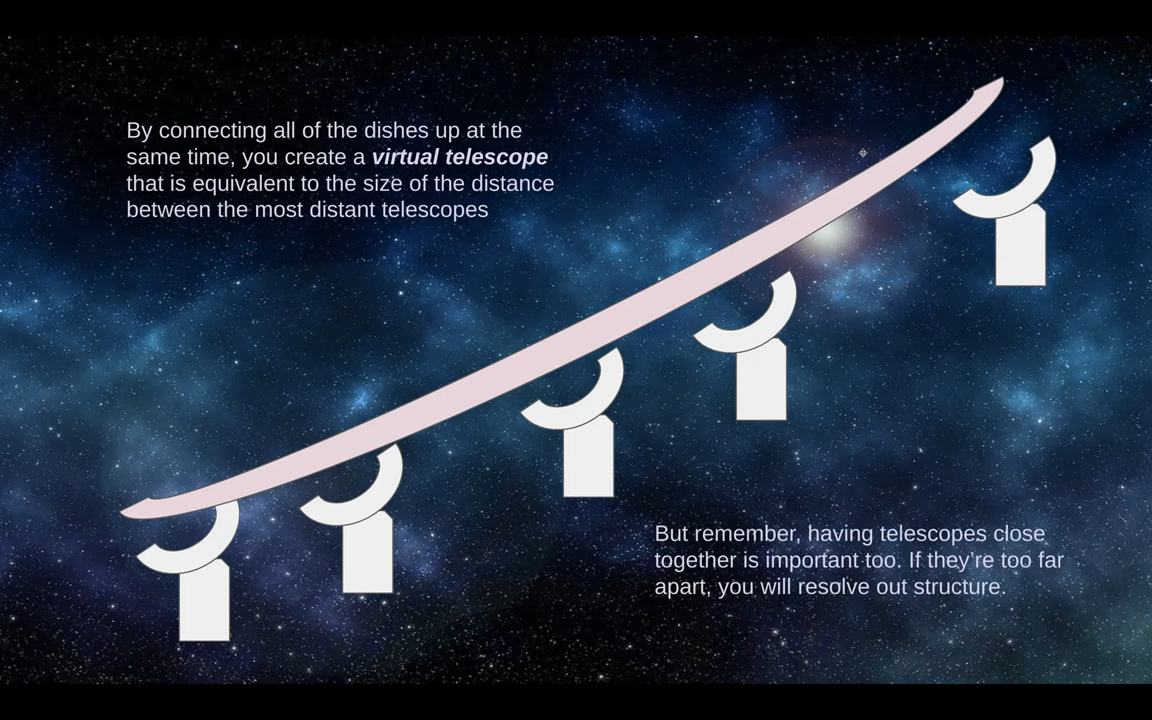 By connecting all of the dishes up at the
same time, you create a virtual telescope
that is equivalent to the size of the distance
between the most distant telescopes
But remember, having telescopes close
together is important too. If they’re too far
apart, you will resolve out structure.